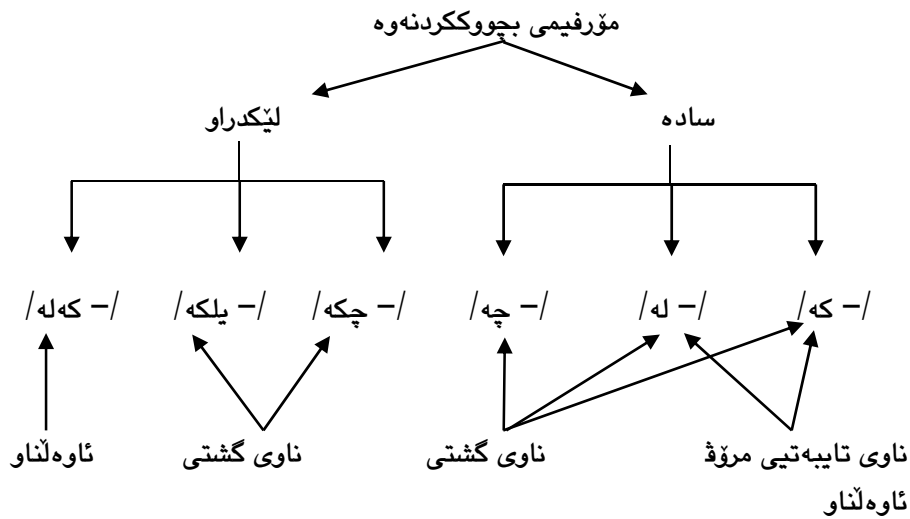 مۆرفیمی بچووککردنەوە
سادە لێکدراو
/– کە/ /– لە/ /– چە/ /– چکە/ /– یلکە/ /– کەلە/
ناوی تایبەتیی مرۆڤ ناوی گشتی ناوی گشتی ئاوەڵناو
ئاوەڵناو